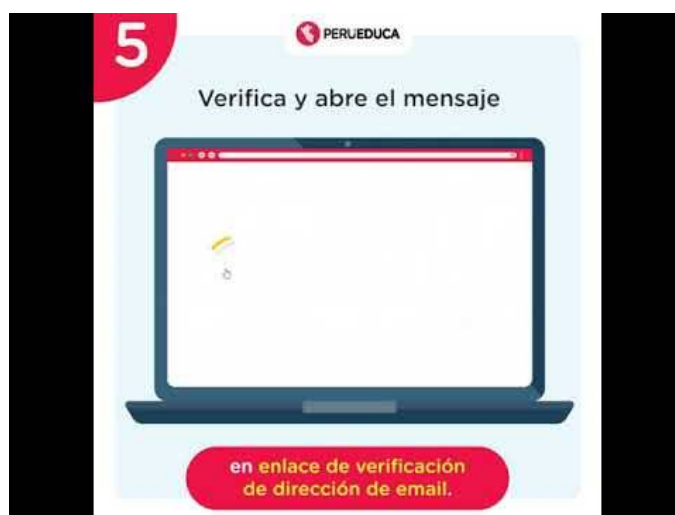 5
PERUEDUCA
Verifica y abre el mensaje
en enlace de verificación
de dirección de email.